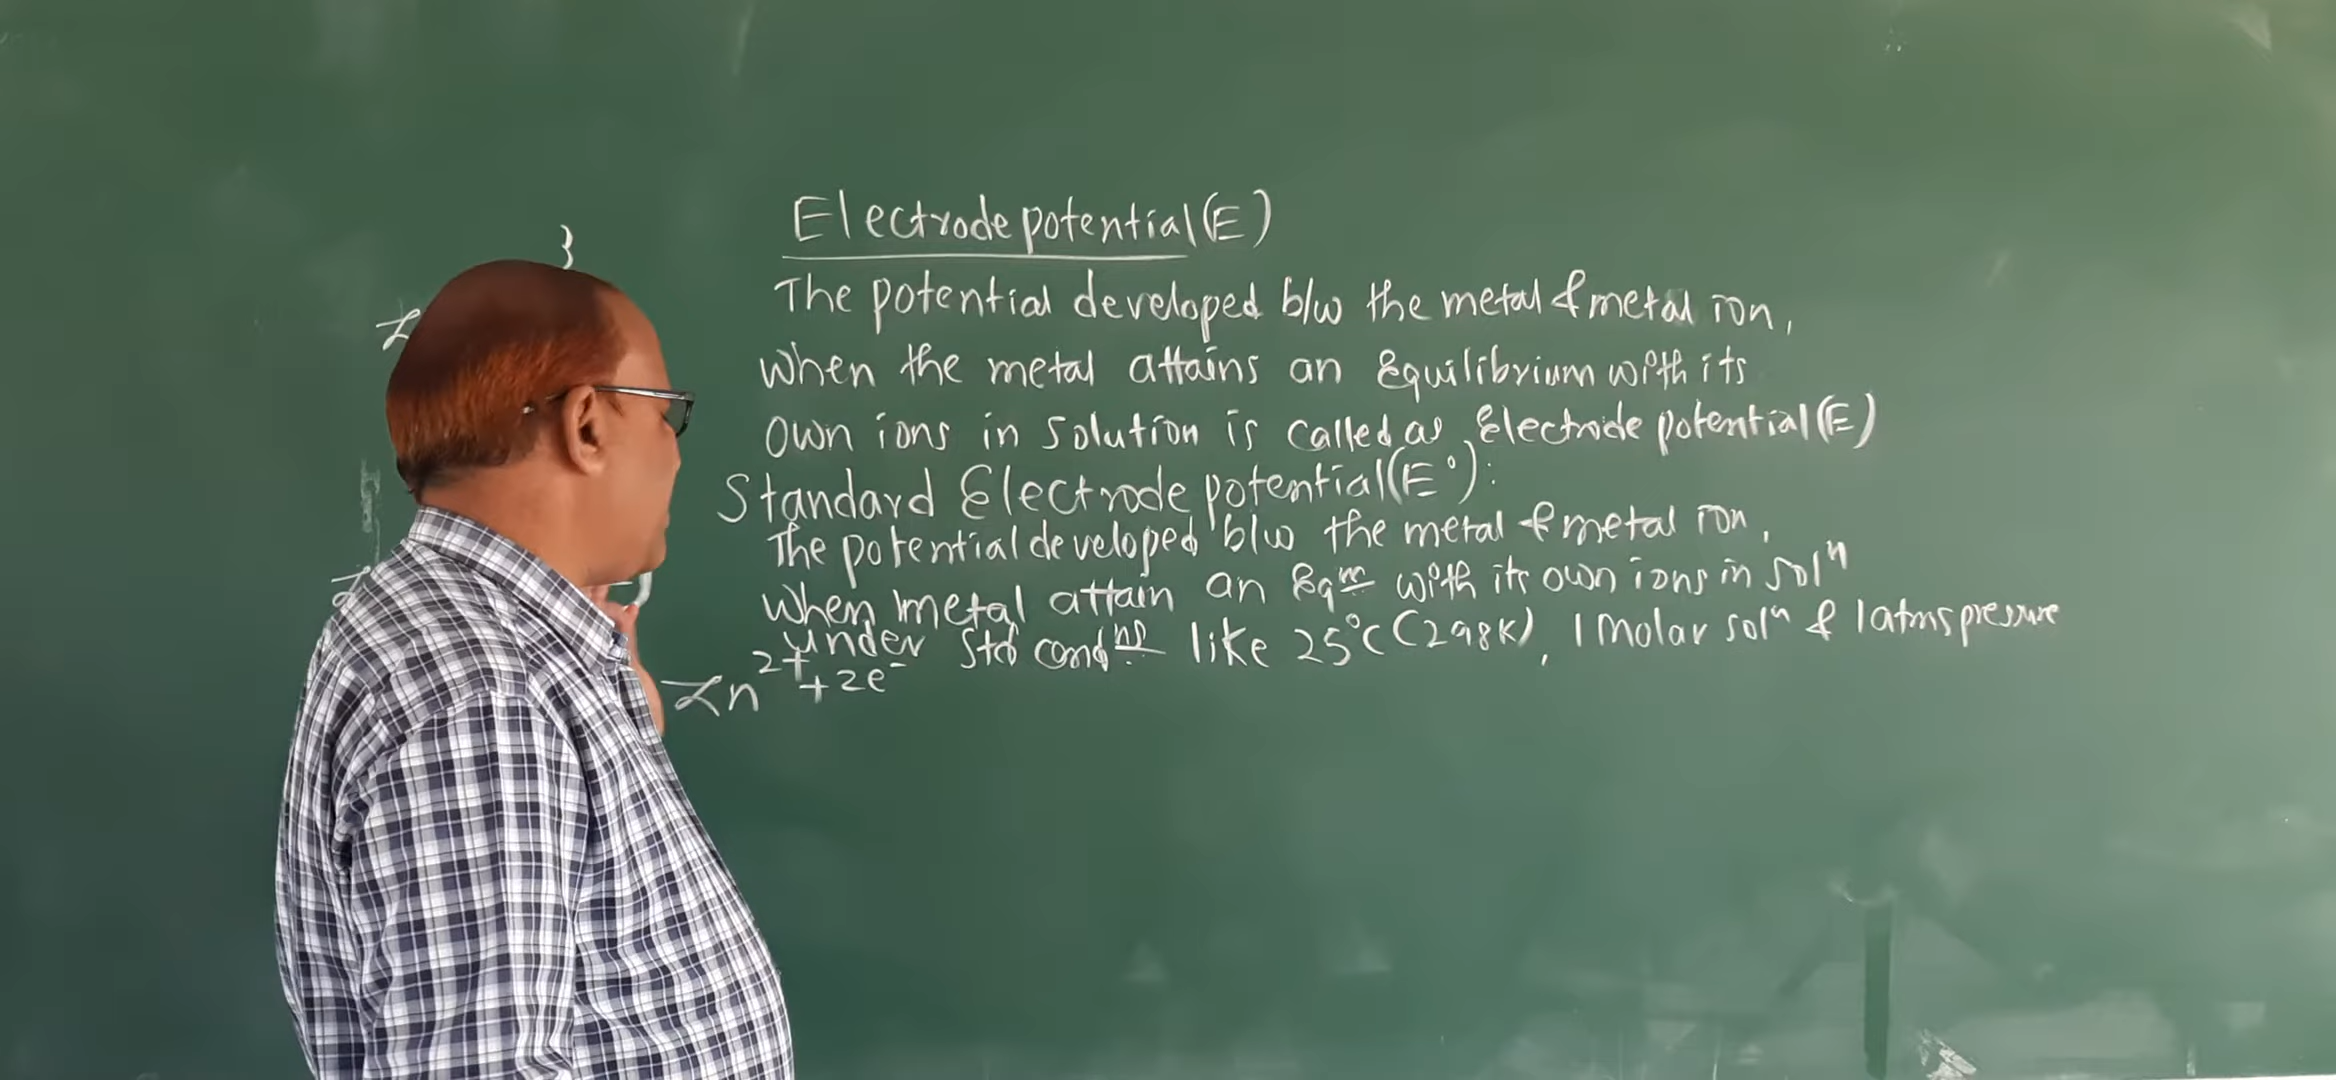 Electrode potential (E)
The potential developed b/w the metal & metal ion,
when the metal attains an Equilibrium with its
own ions in solution is called as Electrode potential (E)
Standard Electrode potential (E°):
The potential developed b/w the metal & metal ion,
when metal attain an Eqᵐ with its own ions in solⁿ
under Std condⁿˢ like 25°C (298K), 1 Molar solⁿ & 1atms pressure
Zn²⁺ + 2e⁻